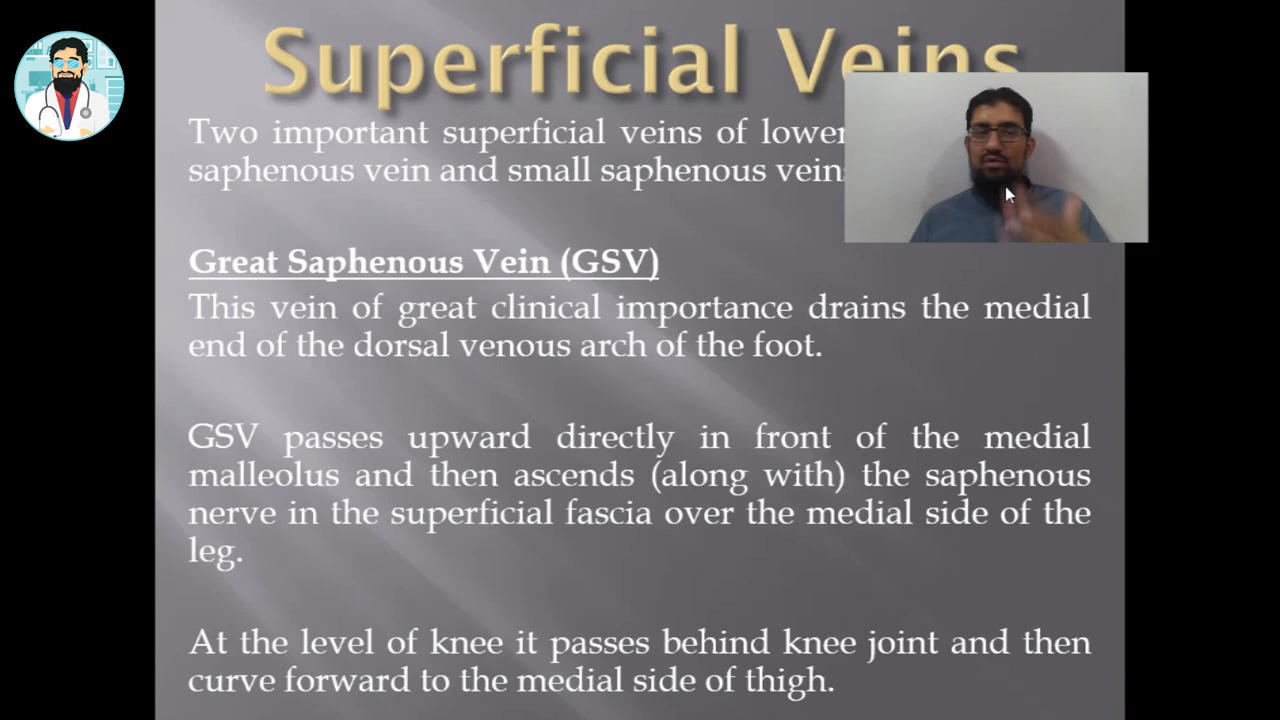 Superficial Veins
Two important superficial veins of lower
saphenous vein and small saphenous vein
Great Saphenous Vein (GSV)
This vein of great clinical importance drains the medial
end of the dorsal venous arch of the foot.
GSV passes upward directly in front of the medial
malleolus and then ascends (along with) the saphenous
nerve in the superficial fascia over the medial side of the
leg.
At the level of knee it passes behind knee joint and then
curve forward to the medial side of thigh.